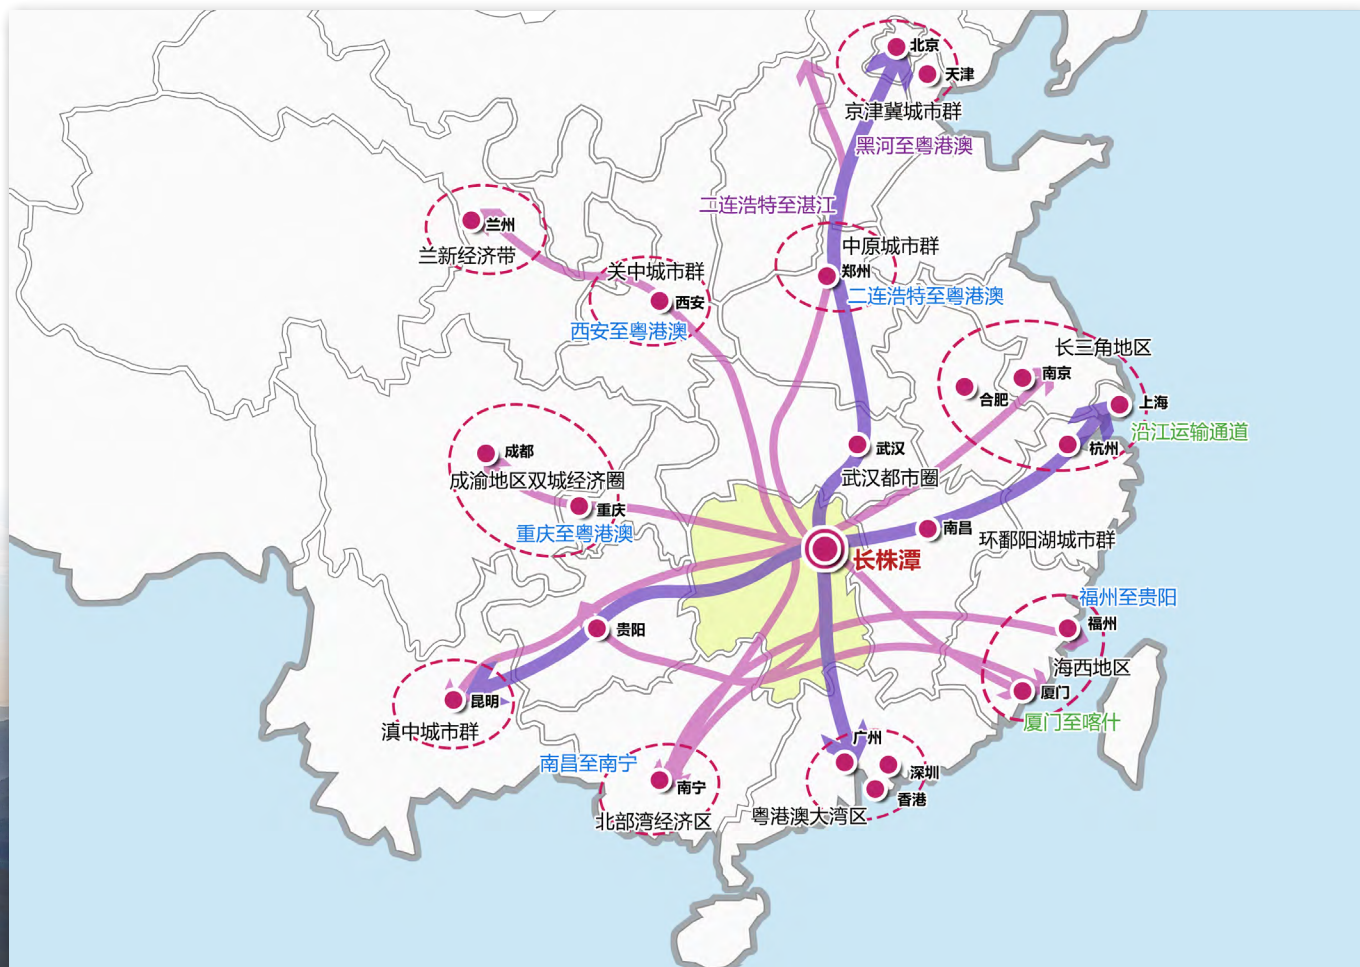 北京
天津
京津冀城市群
黑河至粤港澳
二连浩特至湛江
兰州
兰新经济带
中原城市群
郑州
二连浩特至粤港澳
关中城市群
西安
西安至粤港澳
长三角地区
南京
合肥
上海
沿江运输通道
杭州
武汉
武汉都市圈
成都
成渝地区双城经济圈
重庆
重庆至粤港澳
南昌
环鄱阳湖城市群
长株潭
福州至贵阳
福州
海西地区
厦门
厦门至喀什
贵阳
昆明
滇中城市群
南昌至南宁
南宁
北部湾经济区
广州
深圳
香港
粤港澳大湾区